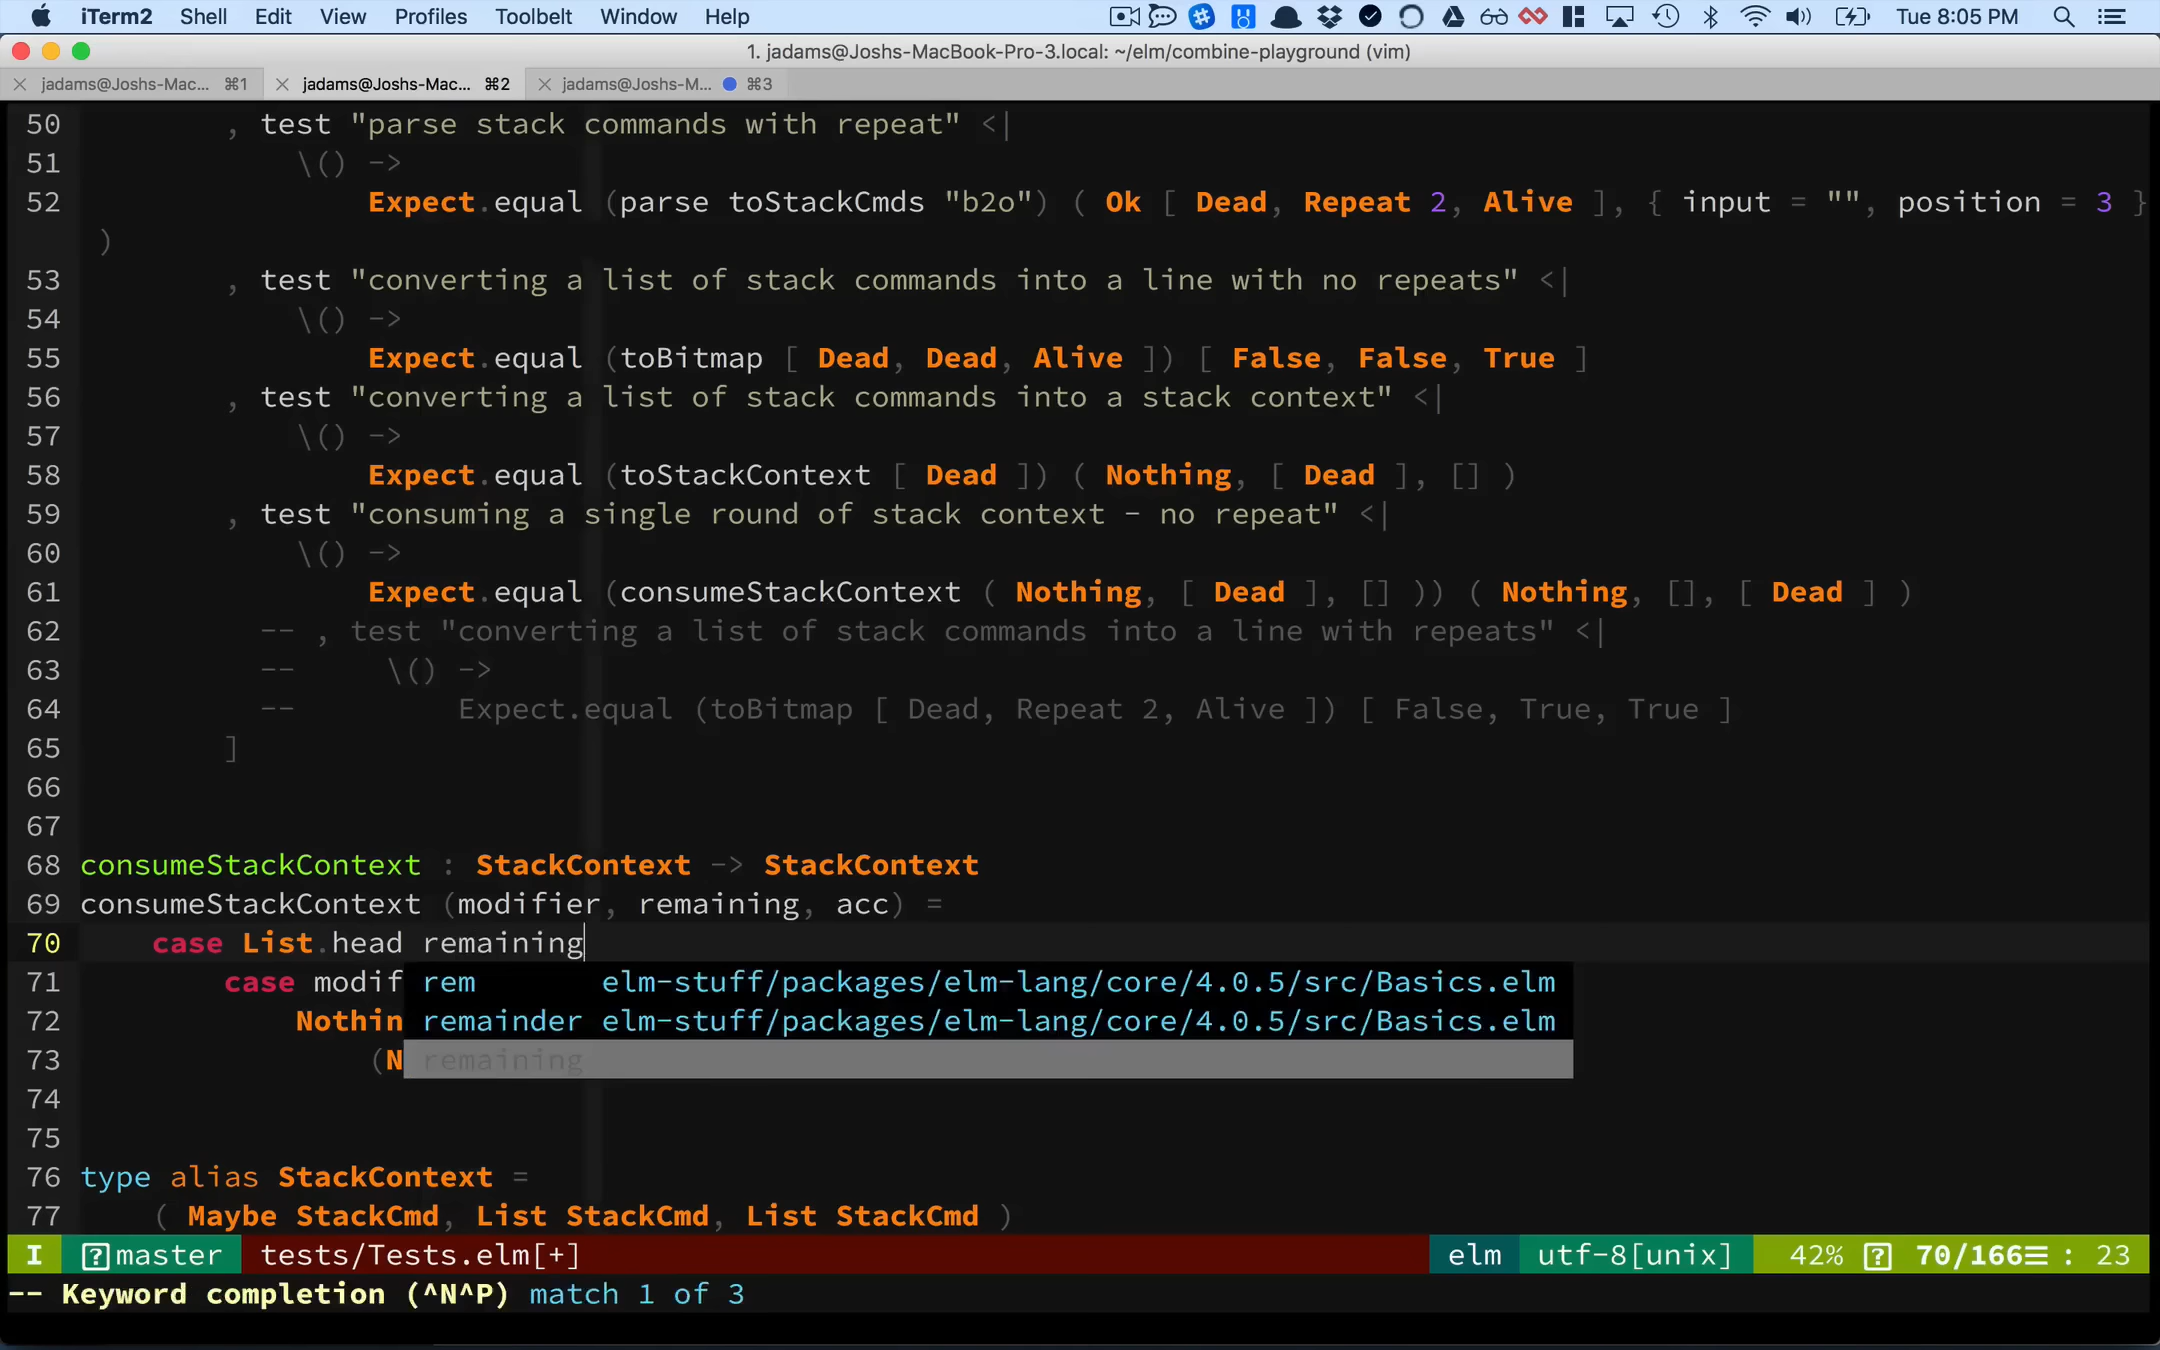 iTerm2 Shell Edit View Profiles Toolbelt Window Help Tue 8:05 PM
1. jadams@Joshs-MacBook-Pro-3.local: ~/elm/combine-playground (vim)
jadams@Joshs-Mac... ⌘1 jadams@Joshs-Mac... ⌘2 jadams@Joshs-M... ⌘3
50 , test "parse stack commands with repeat" <|
51 \() ->
52 Expect.equal (parse toStackCmds "b2o") ( Ok [ Dead, Repeat 2, Alive ], { input = "", position = 3 }
)
53 , test "converting a list of stack commands into a line with no repeats" <|
54 \() ->
55 Expect.equal (toBitmap [ Dead, Dead, Alive ]) [ False, False, True ]
56 , test "converting a list of stack commands into a stack context" <|
57 \() ->
58 Expect.equal (toStackContext [ Dead ]) ( Nothing, [ Dead ], [] )
59 , test "consuming a single round of stack context - no repeat" <|
60 \() ->
61 Expect.equal (consumeStackContext ( Nothing, [ Dead ], [] )) ( Nothing, [], [ Dead ] )
62 -- , test "converting a list of stack commands into a line with repeats" <|
63 -- \() ->
64 -- Expect.equal (toBitmap [ Dead, Repeat 2, Alive ]) [ False, True, True ]
65 ]
66
67
68 consumeStackContext : StackContext -> StackContext
69 consumeStackContext (modifier, remaining, acc) =
70 case List.head remaining
71 case modif rem elm-stuff/packages/elm-lang/core/4.0.5/src/Basics.elm
72 Nothin remainder elm-stuff/packages/elm-lang/core/4.0.5/src/Basics.elm
73 (N remaining
74
75
76 type alias StackContext =
77 ( Maybe StackCmd, List StackCmd, List StackCmd )
I master tests/Tests.elm[+] elm utf-8[unix] 42% 70/166 : 23
-- Keyword completion (^N^P) match 1 of 3